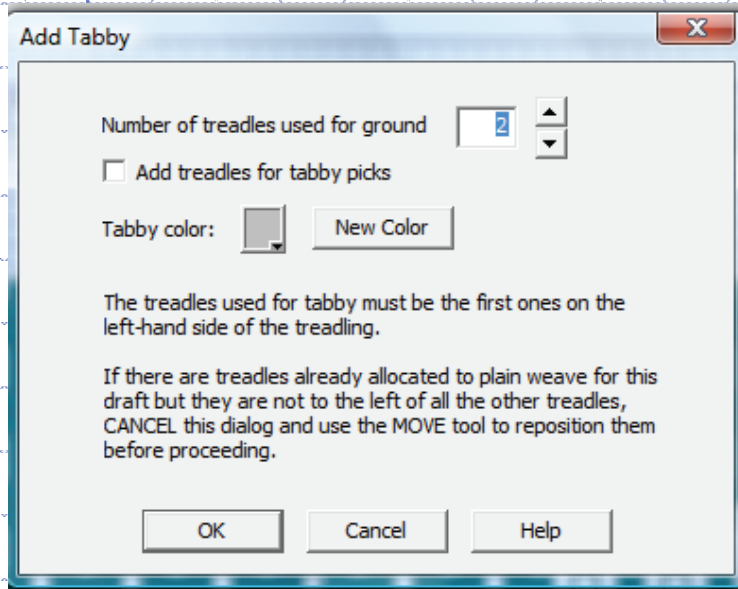 Add Tabby
Number of treadles used for ground 2
Add treadles for tabby picks
Tabby color: New Color
The treadles used for tabby must be the first ones on the
left-hand side of the treadling.
If there are treadles already allocated to plain weave for this
draft but they are not to the left of all the other treadles,
CANCEL this dialog and use the MOVE tool to reposition them
before proceeding.
OK Cancel Help